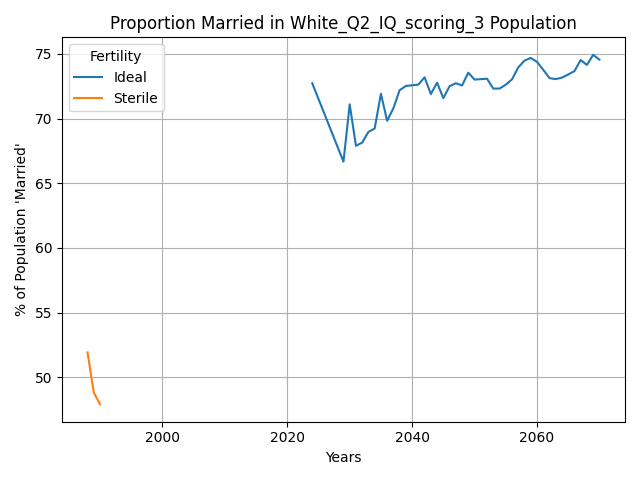 Proportion Married in White_Q2_IQ_scoring_3 Population
% of Population 'Married'
75
70
65
60
55
50
Fertility
Ideal
Sterile
2000 2020 2040 2060
Years